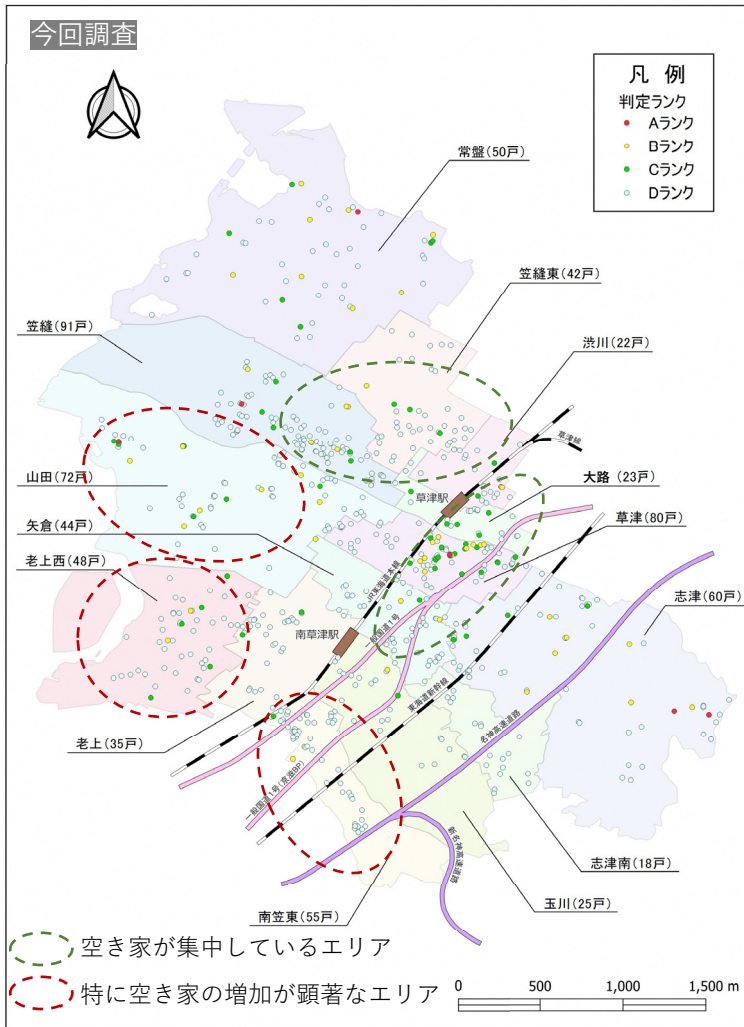 今回調査
凡 例
判定ランク
Aランク
Bランク
Cランク
Dランク
常盤(50戸)
笠縫東(42戸)
笠縫(91戸)
渋川(22戸)
草津線
山田(72戸)
草津駅
大路(23戸)
矢倉(44戸)
草津(80戸)
老上西(48戸)
JR東海道本線
志津(60戸)
南草津駅
一般国道1号
東海道新幹線
名神高速道路
老上(35戸)
一般国道1号(京滋BP)
新名神高速道路
志津南(18戸)
玉川(25戸)
南笠東(55戸)
空き家が集中しているエリア
特に空き家の増加が顕著なエリア
0 500 1,000 1,500 m